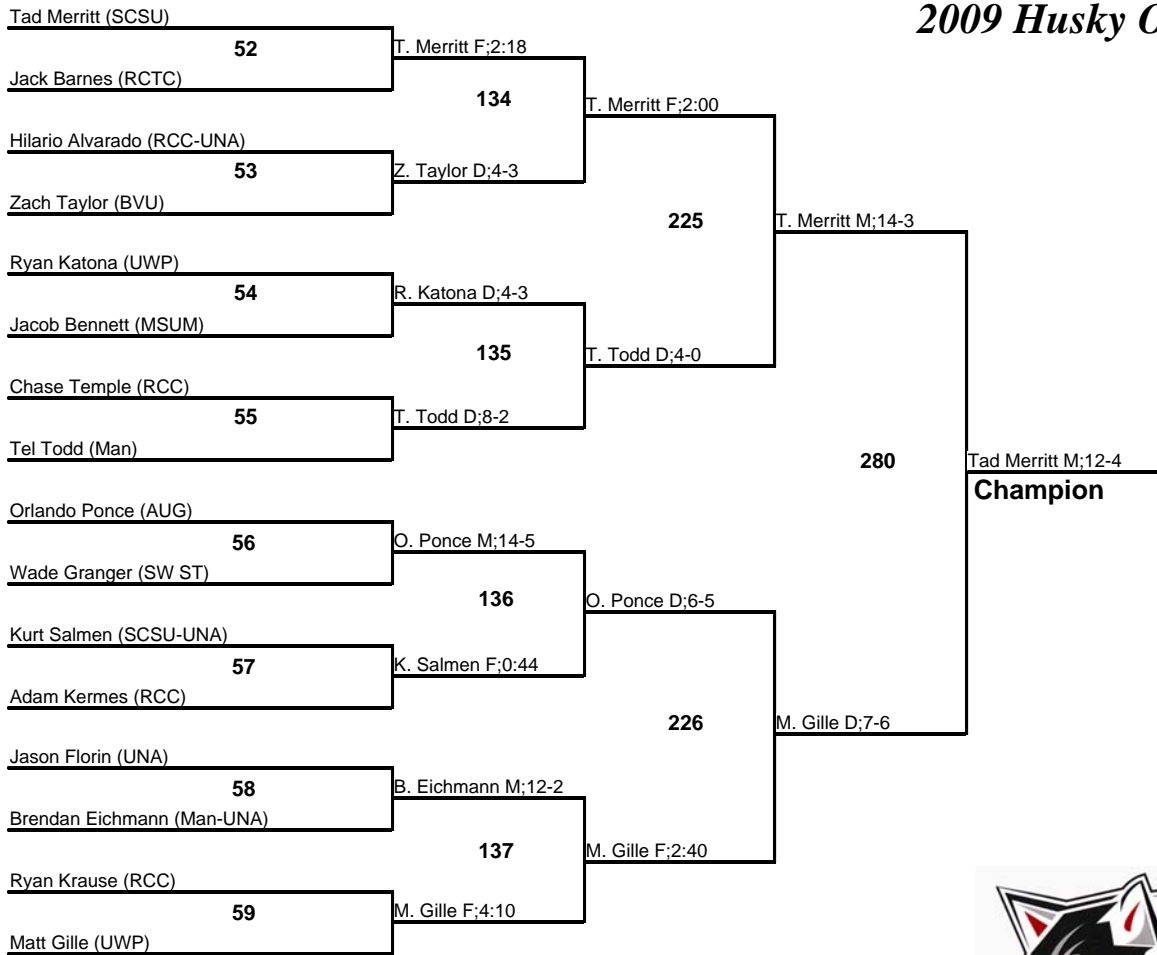 2009 Husky O
Tad Merritt (SCSU)
52
T. Merritt F;2:18
Jack Barnes (RCTC)
134
T. Merritt F;2:00
Hilario Alvarado (RCC-UNA)
53
Z. Taylor D;4-3
Zach Taylor (BVU)
225
T. Merritt M;14-3
Ryan Katona (UWP)
54
R. Katona D;4-3
Jacob Bennett (MSUM)
135
T. Todd D;4-0
Chase Temple (RCC)
55
T. Todd D;8-2
Tel Todd (Man)
280
Tad Merritt M;12-4
Champion
Orlando Ponce (AUG)
56
O. Ponce M;14-5
Wade Granger (SW ST)
136
O. Ponce D;6-5
Kurt Salmen (SCSU-UNA)
57
K. Salmen F;0:44
Adam Kermes (RCC)
226
M. Gille D;7-6
Jason Florin (UNA)
58
B. Eichmann M;12-2
Brendan Eichmann (Man-UNA)
137
M. Gille F;2:40
Ryan Krause (RCC)
59
M. Gille F;4:10
Matt Gille (UWP)